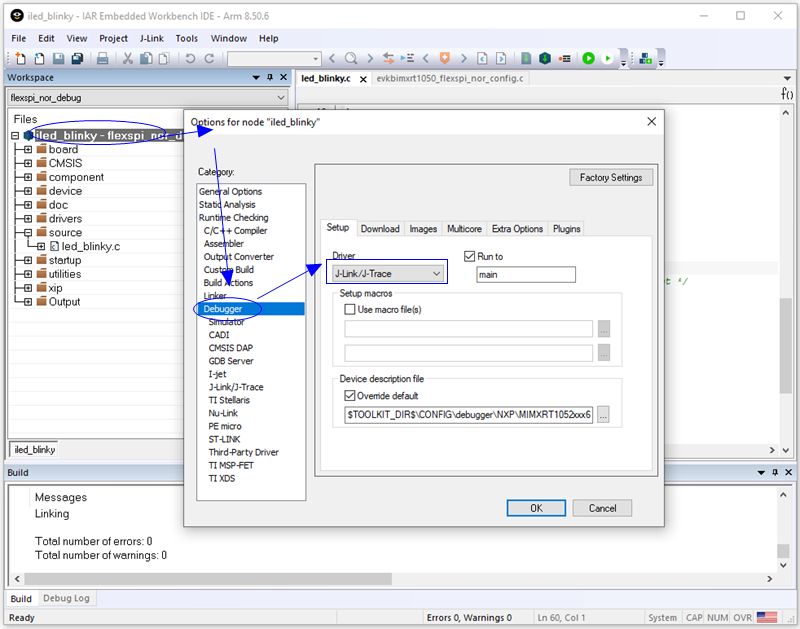 iled_blinky - IAR Embedded Workbench IDE - Arm 8.50.6
File Edit View Project J-Link Tools Window Help
Workspace
flexspi_nor_debug
Files
iled_blinky - flexspi_nor_d
board
CMSIS
component
device
doc
drivers
source
led_blinky.c
startup
utilities
xip
Output
iled_blinky
led_blinky.c
evkbimxrt1050_flexspi_nor_config.c
f()
t */
Options for node "iled_blinky"
Category:
General Options
Static Analysis
Runtime Checking
C/C++ Compiler
Assembler
Output Converter
Custom Build
Build Actions
Linker
Debugger
Simulator
CADI
CMSIS DAP
GDB Server
I-jet
J-Link/J-Trace
TI Stellaris
Nu-Link
PE micro
ST-LINK
Third-Party Driver
TI MSP-FET
TI XDS
Factory Settings
Setup Download Images Multicore Extra Options Plugins
Driver
J-Link/J-Trace
Run to
main
Setup macros
Use macro file(s)
...
...
Device description file
Override default
$TOOLKIT_DIR$\CONFIG\debugger\NXP\MIMXRT1052xxx6
...
OK Cancel
Build
Messages
Linking
Total number of errors: 0
Total number of warnings: 0
Build Debug Log
Ready Errors 0, Warnings 0 Ln 60, Col 1 System CAP NUM OVR